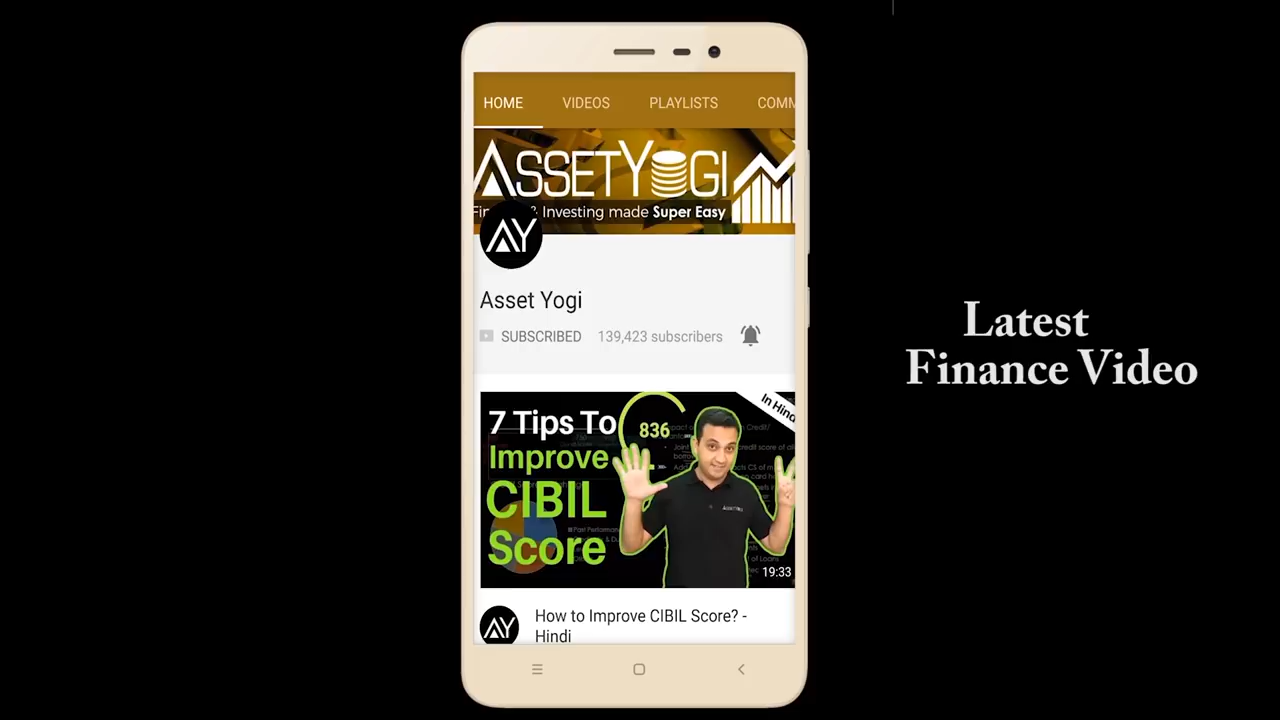 HOME VIDEOS PLAYLISTS COMM
ASSETYOGI
& Investing made Super Easy
AY
Asset Yogi
SUBSCRIBED 139,423 subscribers
Latest
Finance Video
In Hindi
7 Tips To
836
Improve
CIBIL
Score
ASSETYOGI
19:33
AY
How to Improve CIBIL Score? -
Hindi